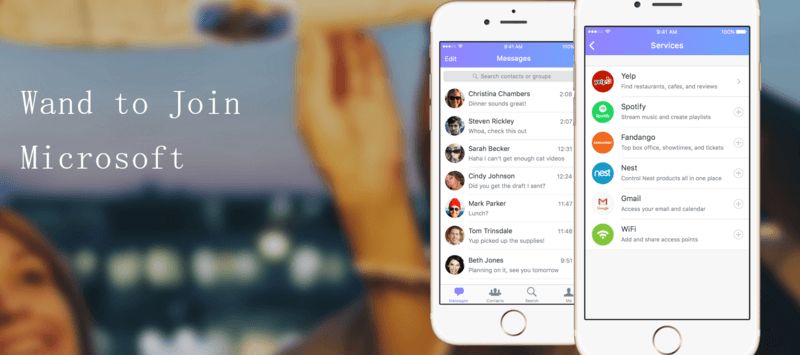 Wand to Join
Microsoft
9:41 AM
100%
Edit
Messages
Search contacts or groups
Christina Chambers
2:08
Dinner sounds great!
Steven Rickley
2:07
Whoa, check this out
Sarah Becker
12:31
Haha i can't get enough cat videos
Cindy Johnson
12:24
Did you get the draft I sent?
Mark Parker
11:47
Lunch?
Tom Trinsdale
11:46
Yup picked up the supplies!
Beth Jones
9:51
Planning on it, see you tomorrow
Messages
Contacts
Search
Me
9:41 AM
100%
Services
Yelp
Find restaurants, cafes, and reviews
Spotify
Spotify
Stream music and create playlists
Fandango
Top box office, showtimes, and tickets
nest
Nest
Control Nest products all in one place
Gmail
Access your email and calendar
WiFi
Add and share access points